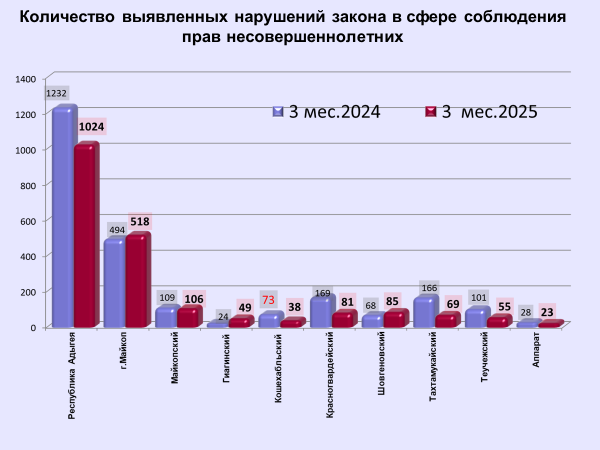 Количество выявленных нарушений закона в сфере соблюдения
прав несовершеннолетних
3 мес.2024
3 мес.2025
1400
1200
1000
800
600
400
200
0
1232
1024
494
518
109
106
24
49
73
38
169
81
68
85
166
69
101
55
28
23
Республика Адыгея
г.Майкоп
Майкопский
Гиагинский
Кошехабльский
Красногвардейский
Шовгеновский
Тахтамукайский
Теучежский
Аппарат